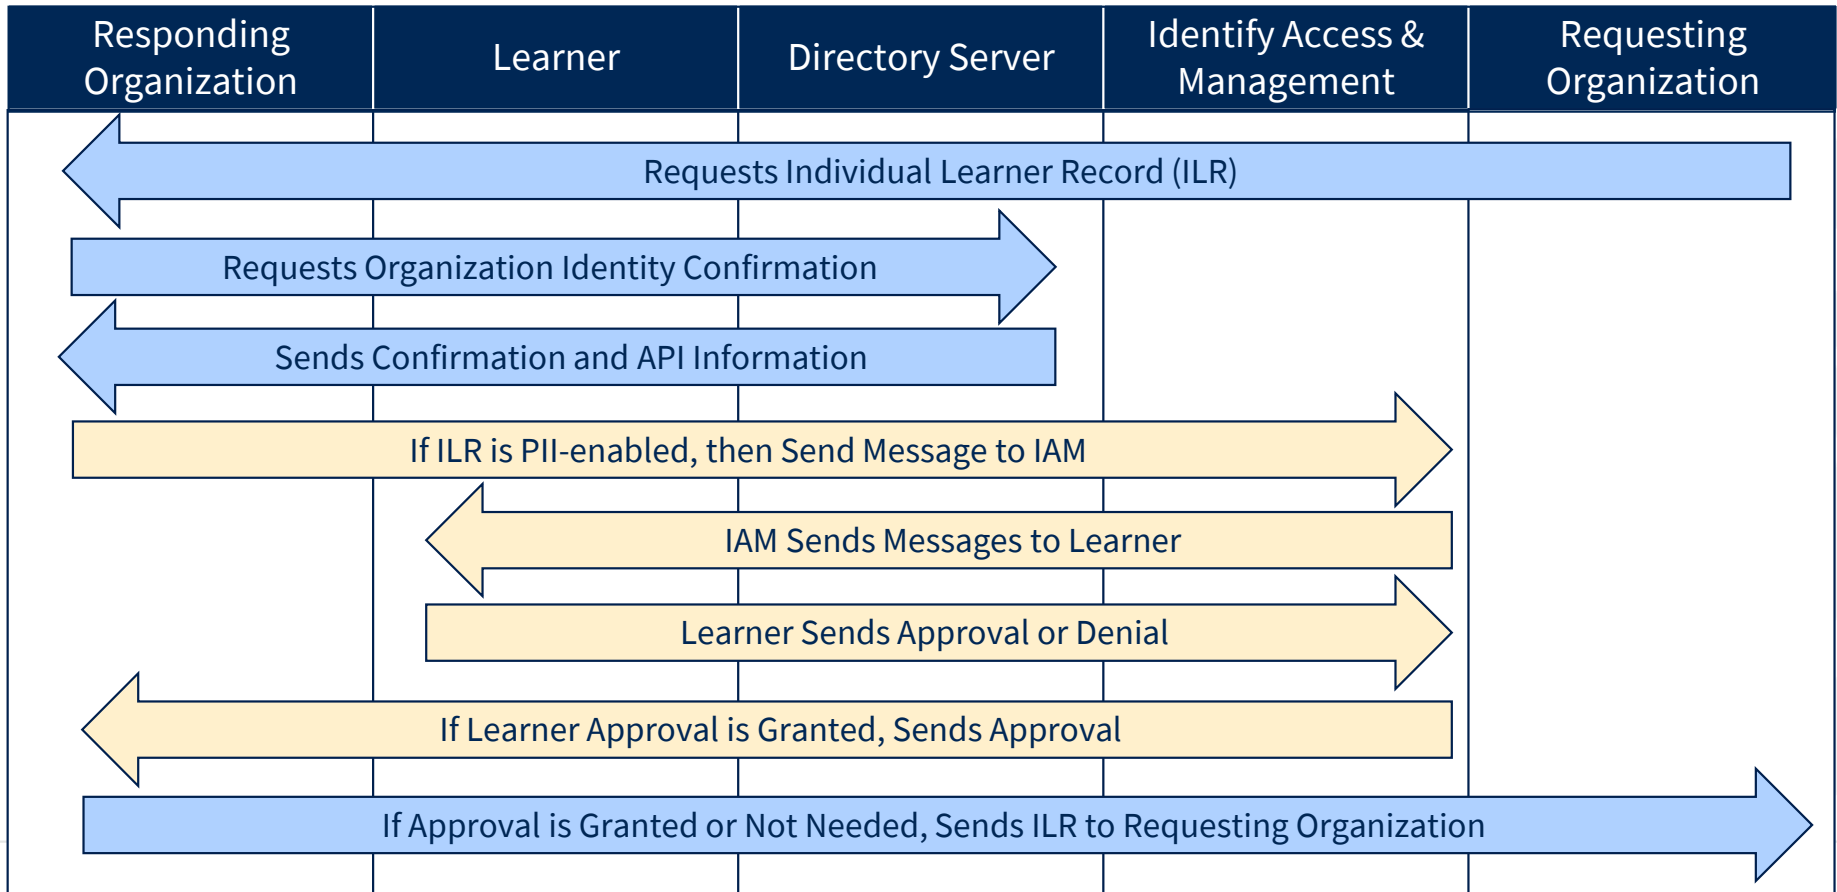 Responding
Organization
Learner
Directory Server
Identify Access &
Management
Requesting
Organization
Requests Individual Learner Record (ILR)
Requests Organization Identity Confirmation
Sends Confirmation and API Information
If ILR is PII-enabled, then Send Message to IAM
IAM Sends Messages to Learner
Learner Sends Approval or Denial
If Learner Approval is Granted, Sends Approval
If Approval is Granted or Not Needed, Sends ILR to Requesting Organization